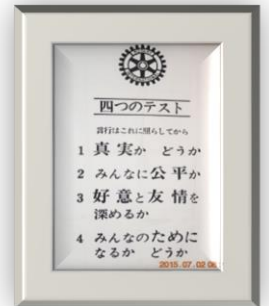 四つのテスト
言行はこれに照らしてから
1 真実か どうか
2 みんなに公平か
3 好意と友情を
深めるか
4 みんなのために
なるか どうか
2015.07.02